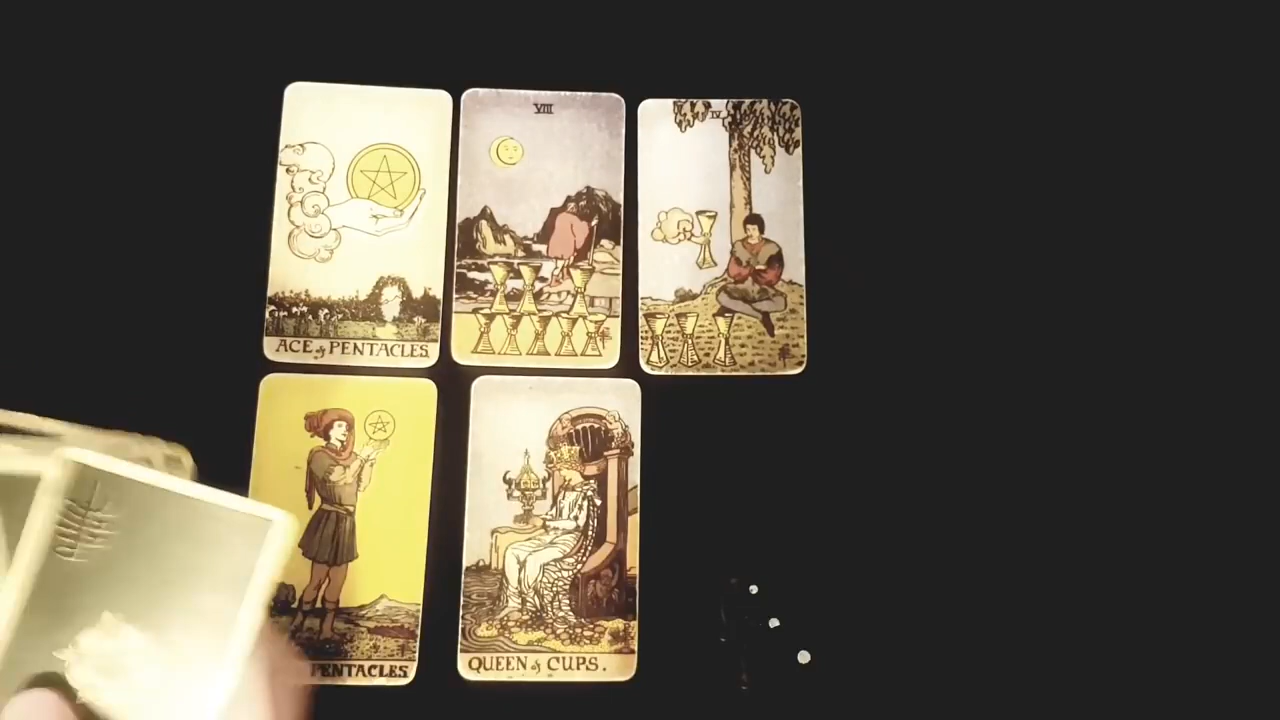 ACE of PENTACLES
VIII
IV
PENTACLES
QUEEN of CUPS.